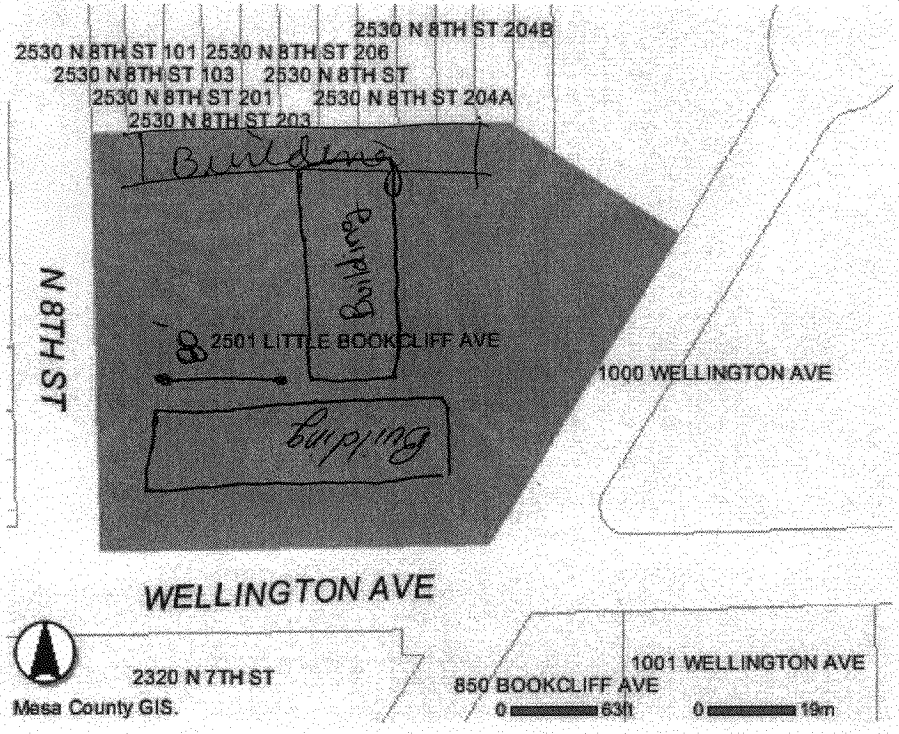 2530 N 8TH ST 204B
2530 N 8TH ST 101 2530 N 8TH ST 206
2530 N 8TH ST 103 2530 N 8TH ST
2530 N 8TH ST 201 2530 N 8TH ST 204A
2530 N 8TH ST 203
Building
Building
N 8TH ST
8'
2501 LITTLE BOOKCLIFF AVE
1000 WELLINGTON AVE
Building
WELLINGTON AVE
2320 N 7TH ST
1001 WELLINGTON AVE
850 BOOKCLIFF AVE
Mesa County GIS.
0 63ft 0 19m